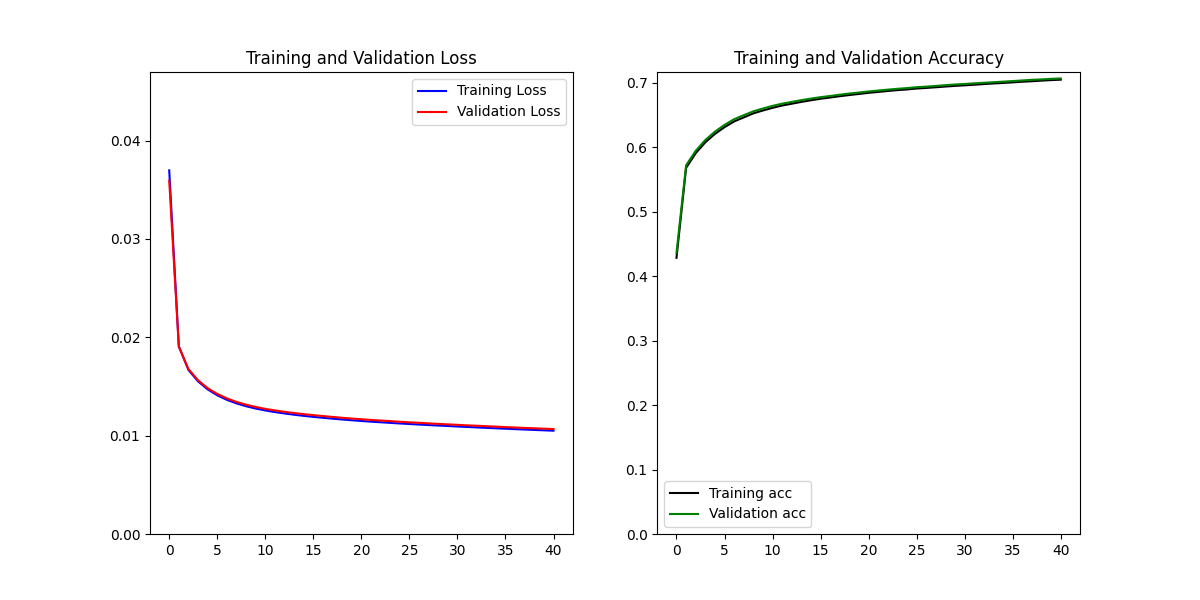 Training and Validation Loss
Training Loss
Validation Loss
0.04
0.03
0.02
0.01
0.00
0 5 10 15 20 25 30 35 40
Training and Validation Accuracy
0.7
0.6
0.5
0.4
0.3
0.2
0.1
0.0
Training acc
Validation acc
0 5 10 15 20 25 30 35 40